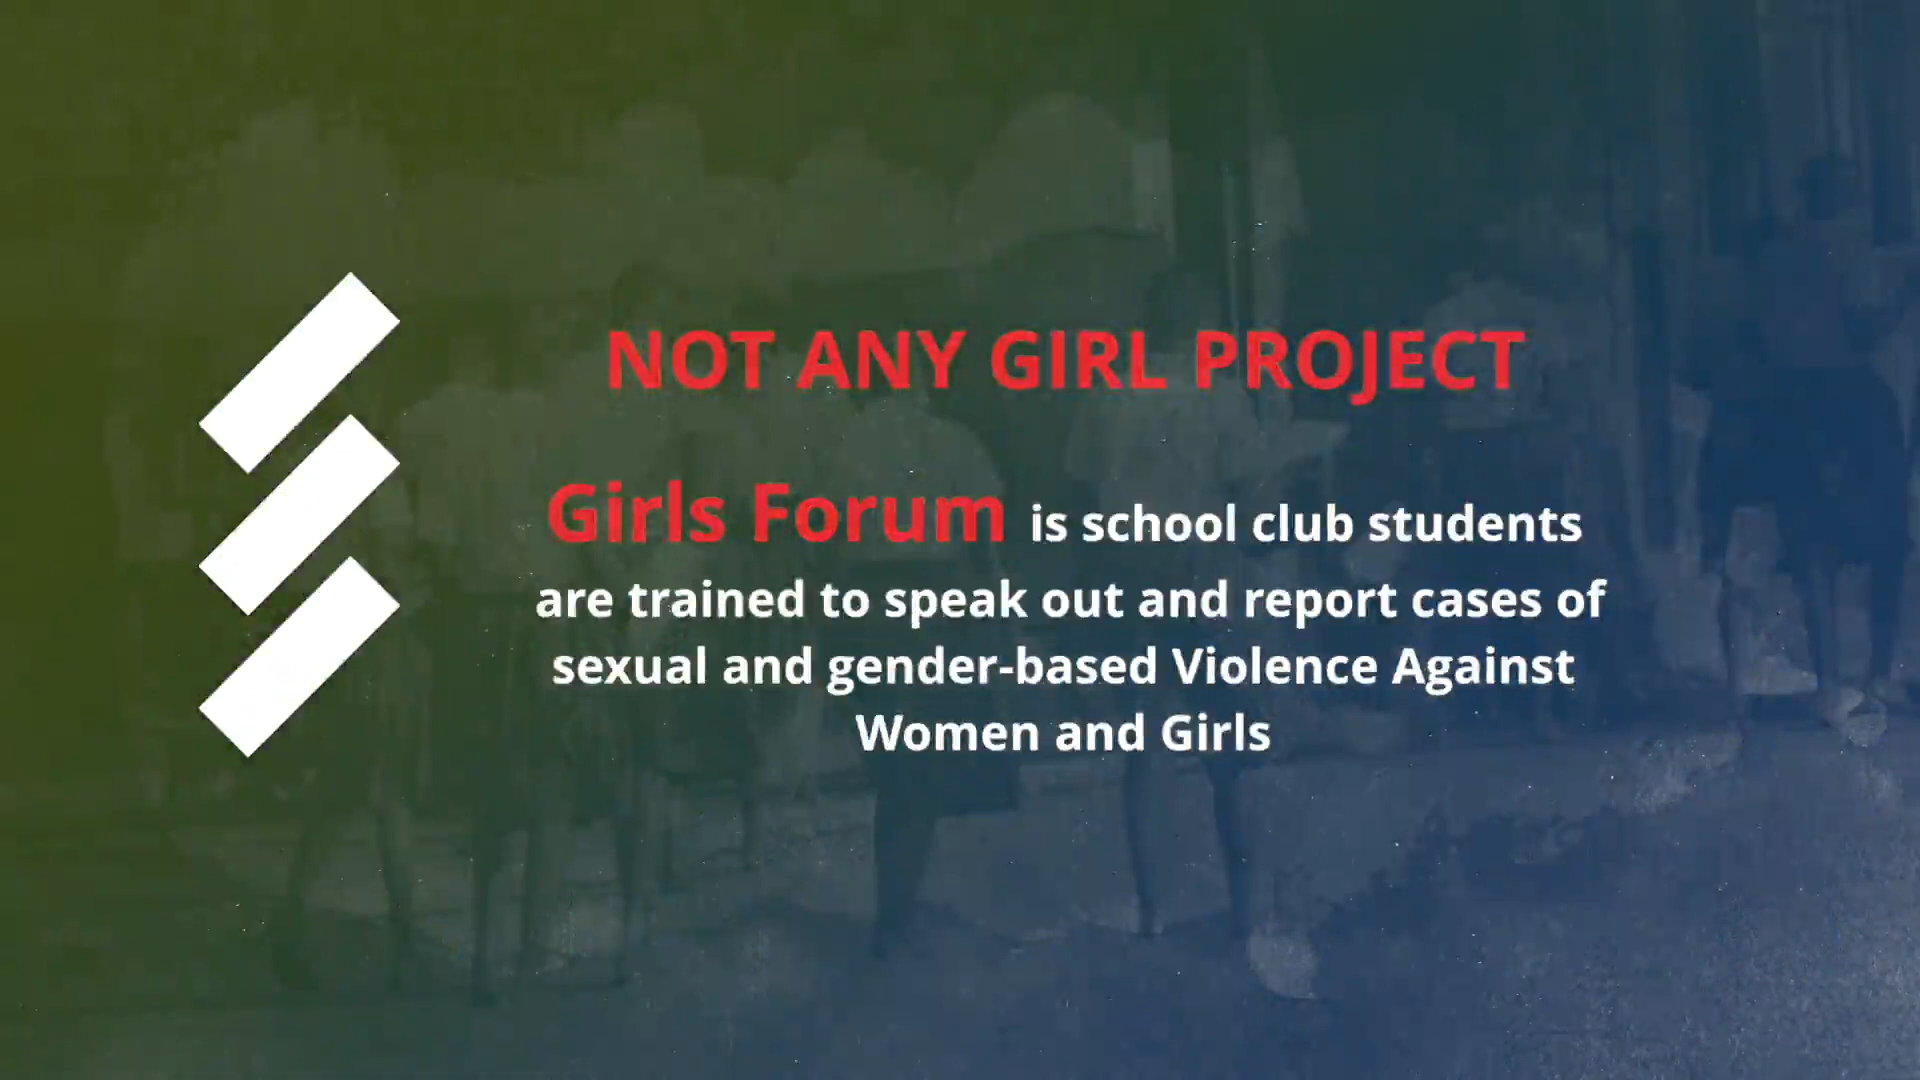 NOT ANY GIRL PROJECT
Girls Forum is school club students
are trained to speak out and report cases of
sexual and gender-based Violence Against
Women and Girls